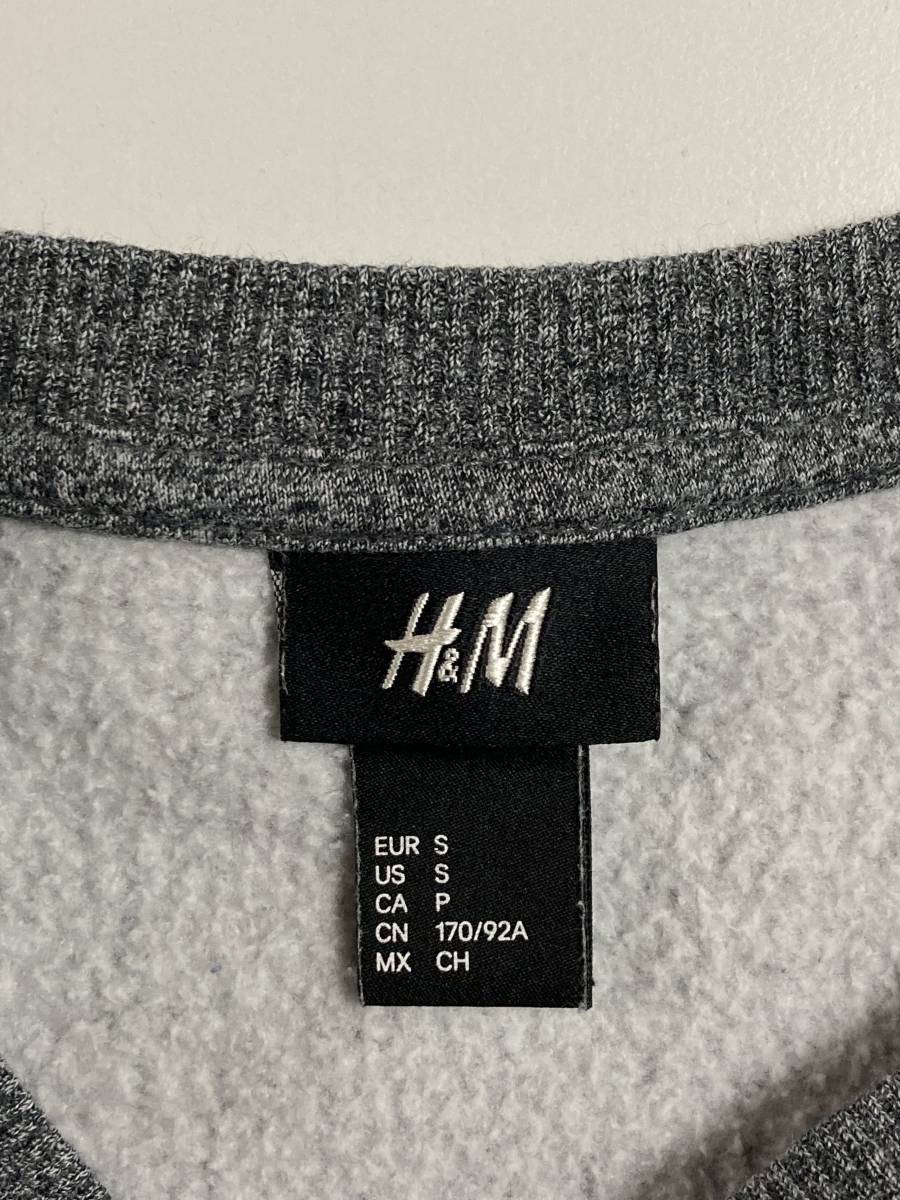 H&M
EUR S
US S
CA P
CN 170/92A
MX CH